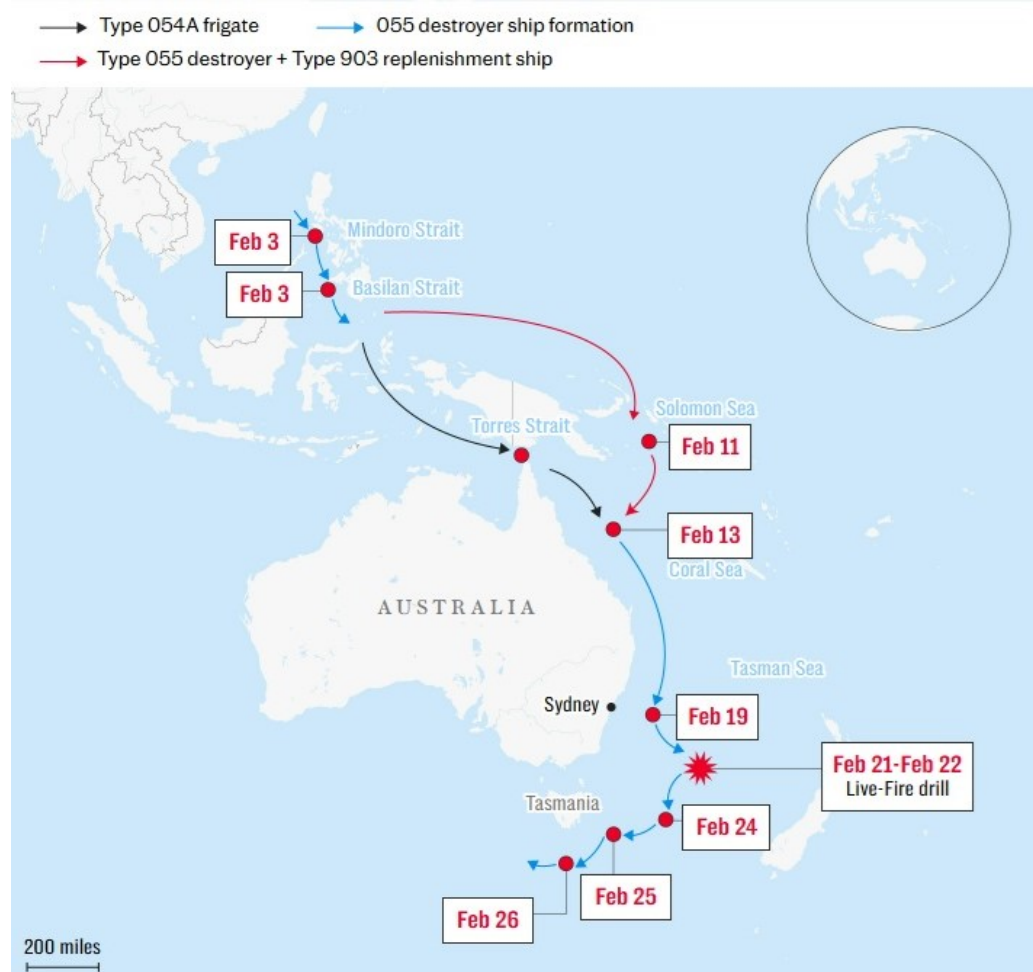 Type 054A frigate
055 destroyer ship formation
Type 055 destroyer + Type 903 replenishment ship
Feb 3
Mindoro Strait
Feb 3
Basilan Strait
Torres Strait
Solomon Sea
Feb 11
Feb 13
Coral Sea
AUSTRALIA
Tasman Sea
Sydney
Feb 19
Feb 21-Feb 22
Live-Fire drill
Tasmania
Feb 24
Feb 25
Feb 26
200 miles